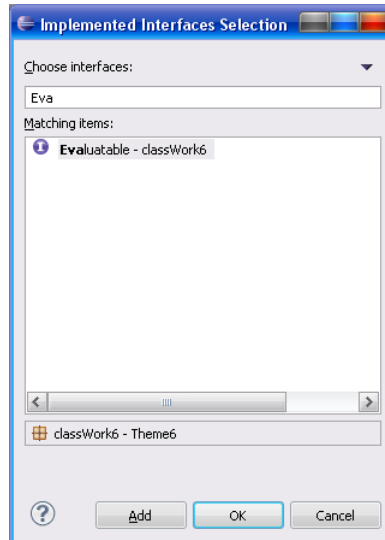 Implemented Interfaces Selection
Choose interfaces:
Eva
Matching items:
Evaluatable - classWork6
classWork6 - Theme6
? Add OK Cancel